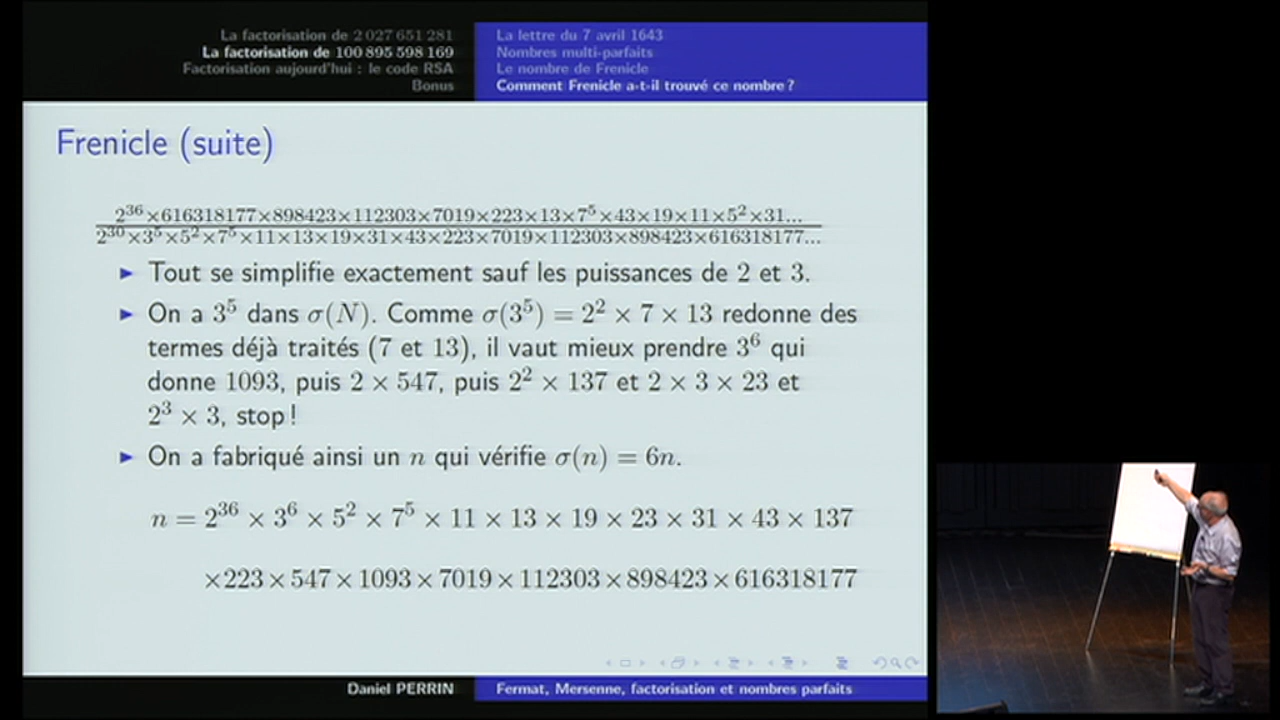 La factorisation de 2 027 651 281
La factorisation de 100 895 598 169
Factorisation aujourd'hui : le code RSA
Bonus
La lettre du 7 avril 1643
Nombres multi-parfaits
Le nombre de Frenicle
Comment Frenicle a-t-il trouvé ce nombre ?
Frenicle (suite)
2^36×616318177×898423×112303×7019×223×13×7^5×43×19×11×5^2×31...
2^30×3^5×5^2×7^5×11×13×19×31×43×223×7019×112303×898423×616318177...
► Tout se simplifie exactement sauf les puissances de 2 et 3.
► On a 3^5 dans σ(N). Comme σ(3^5) = 2^2 × 7 × 13 redonne des
termes déjà traités (7 et 13), il vaut mieux prendre 3^6 qui
donne 1093, puis 2 × 547, puis 2^2 × 137 et 2 × 3 × 23 et
2^3 × 3, stop !
► On a fabriqué ainsi un n qui vérifie σ(n) = 6n.
n = 2^36 × 3^6 × 5^2 × 7^5 × 11 × 13 × 19 × 23 × 31 × 43 × 137
×223 × 547 × 1093 × 7019 × 112303 × 898423 × 616318177
Daniel PERRIN
Fermat, Mersenne, factorisation et nombres parfaits